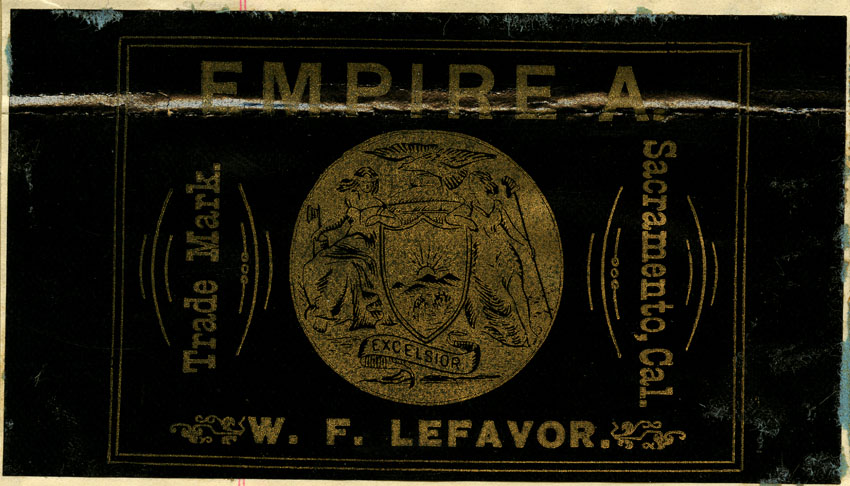 EMPIRE A.
Trade Mark.
Sacramento, Cal.
EXCELSIOR
W. F. LEFAVOR.